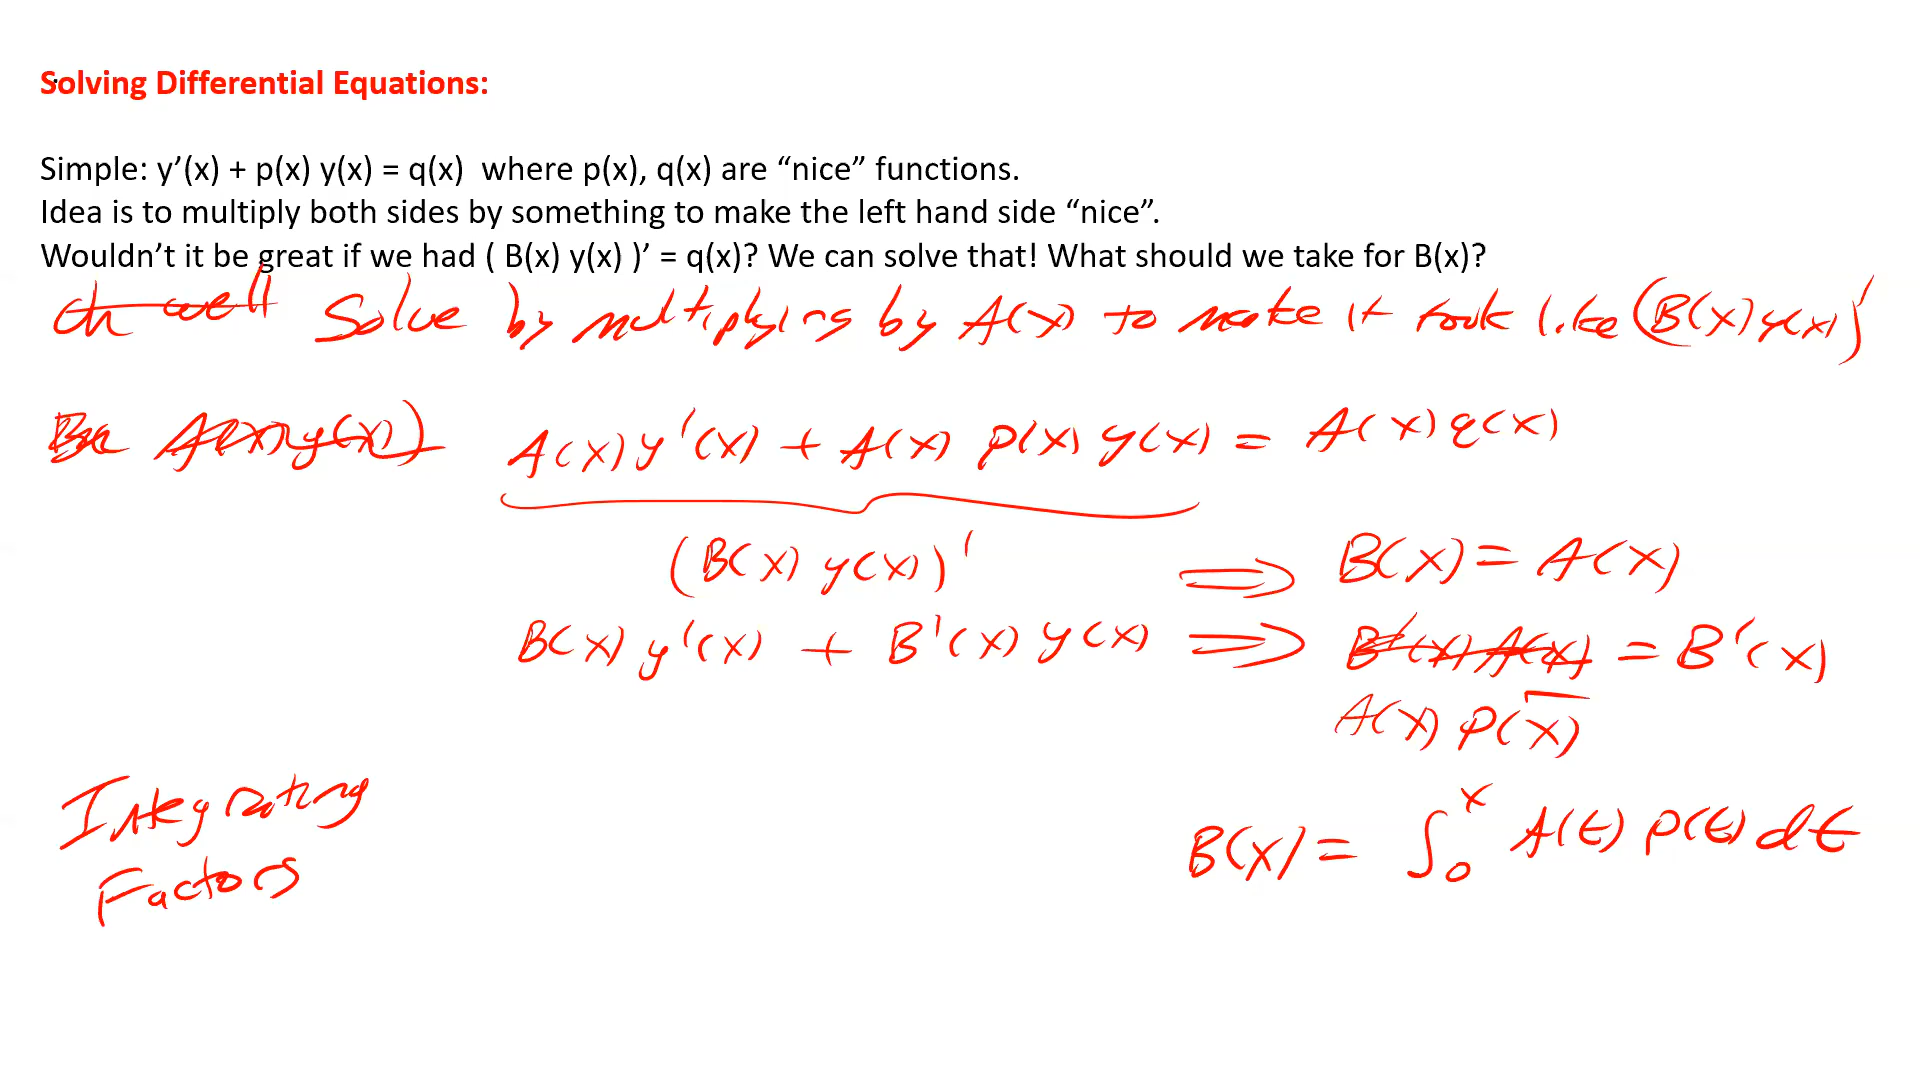 Solving Differential Equations:
Simple: y’(x) + p(x) y(x) = q(x) where p(x), q(x) are “nice” functions.
Idea is to multiply both sides by something to make the left hand side “nice”.
Wouldn’t it be great if we had ( B(x) y(x) )’ = q(x)? We can solve that! What should we take for B(x)?
Solve by multiplying by A(x) to make it look like (B(x) y(x))'
A(x) y(x)
A(x) y'(x) + A(x) p(x) y(x) = A(x) q(x)
(B(x) y(x))' ⇒ B(x) = A(x)
B(x) y'(x) + B'(x) y(x) ⇒ B'(x) A(x) = B'(x)
A(x) p(x)
Integrating
Factors
B(x) = ∫₀ˣ A(t) p(t) dt